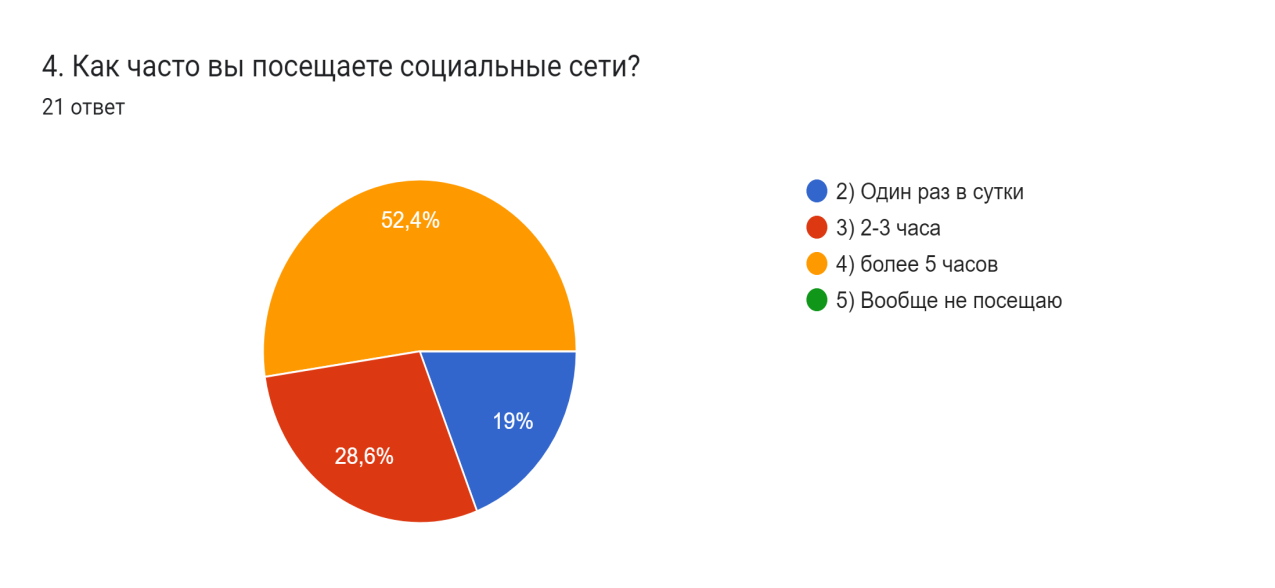 4. Как часто вы посещаете социальные сети?
21 ответ
52,4%
19%
28,6%
2) Один раз в сутки
3) 2-3 часа
4) более 5 часов
5) Вообще не посещаю